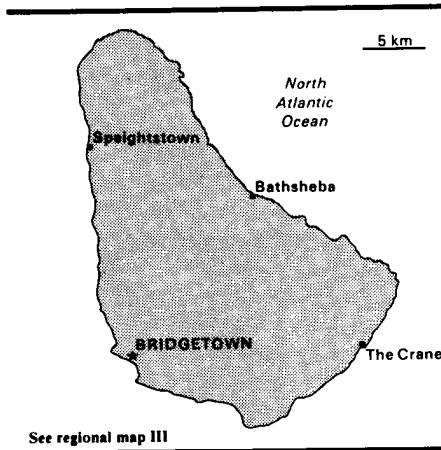 5 km
North
Atlantic
Ocean
Speightstown
Bathsheba
BRIDGETOWN
The Crane
See regional map III